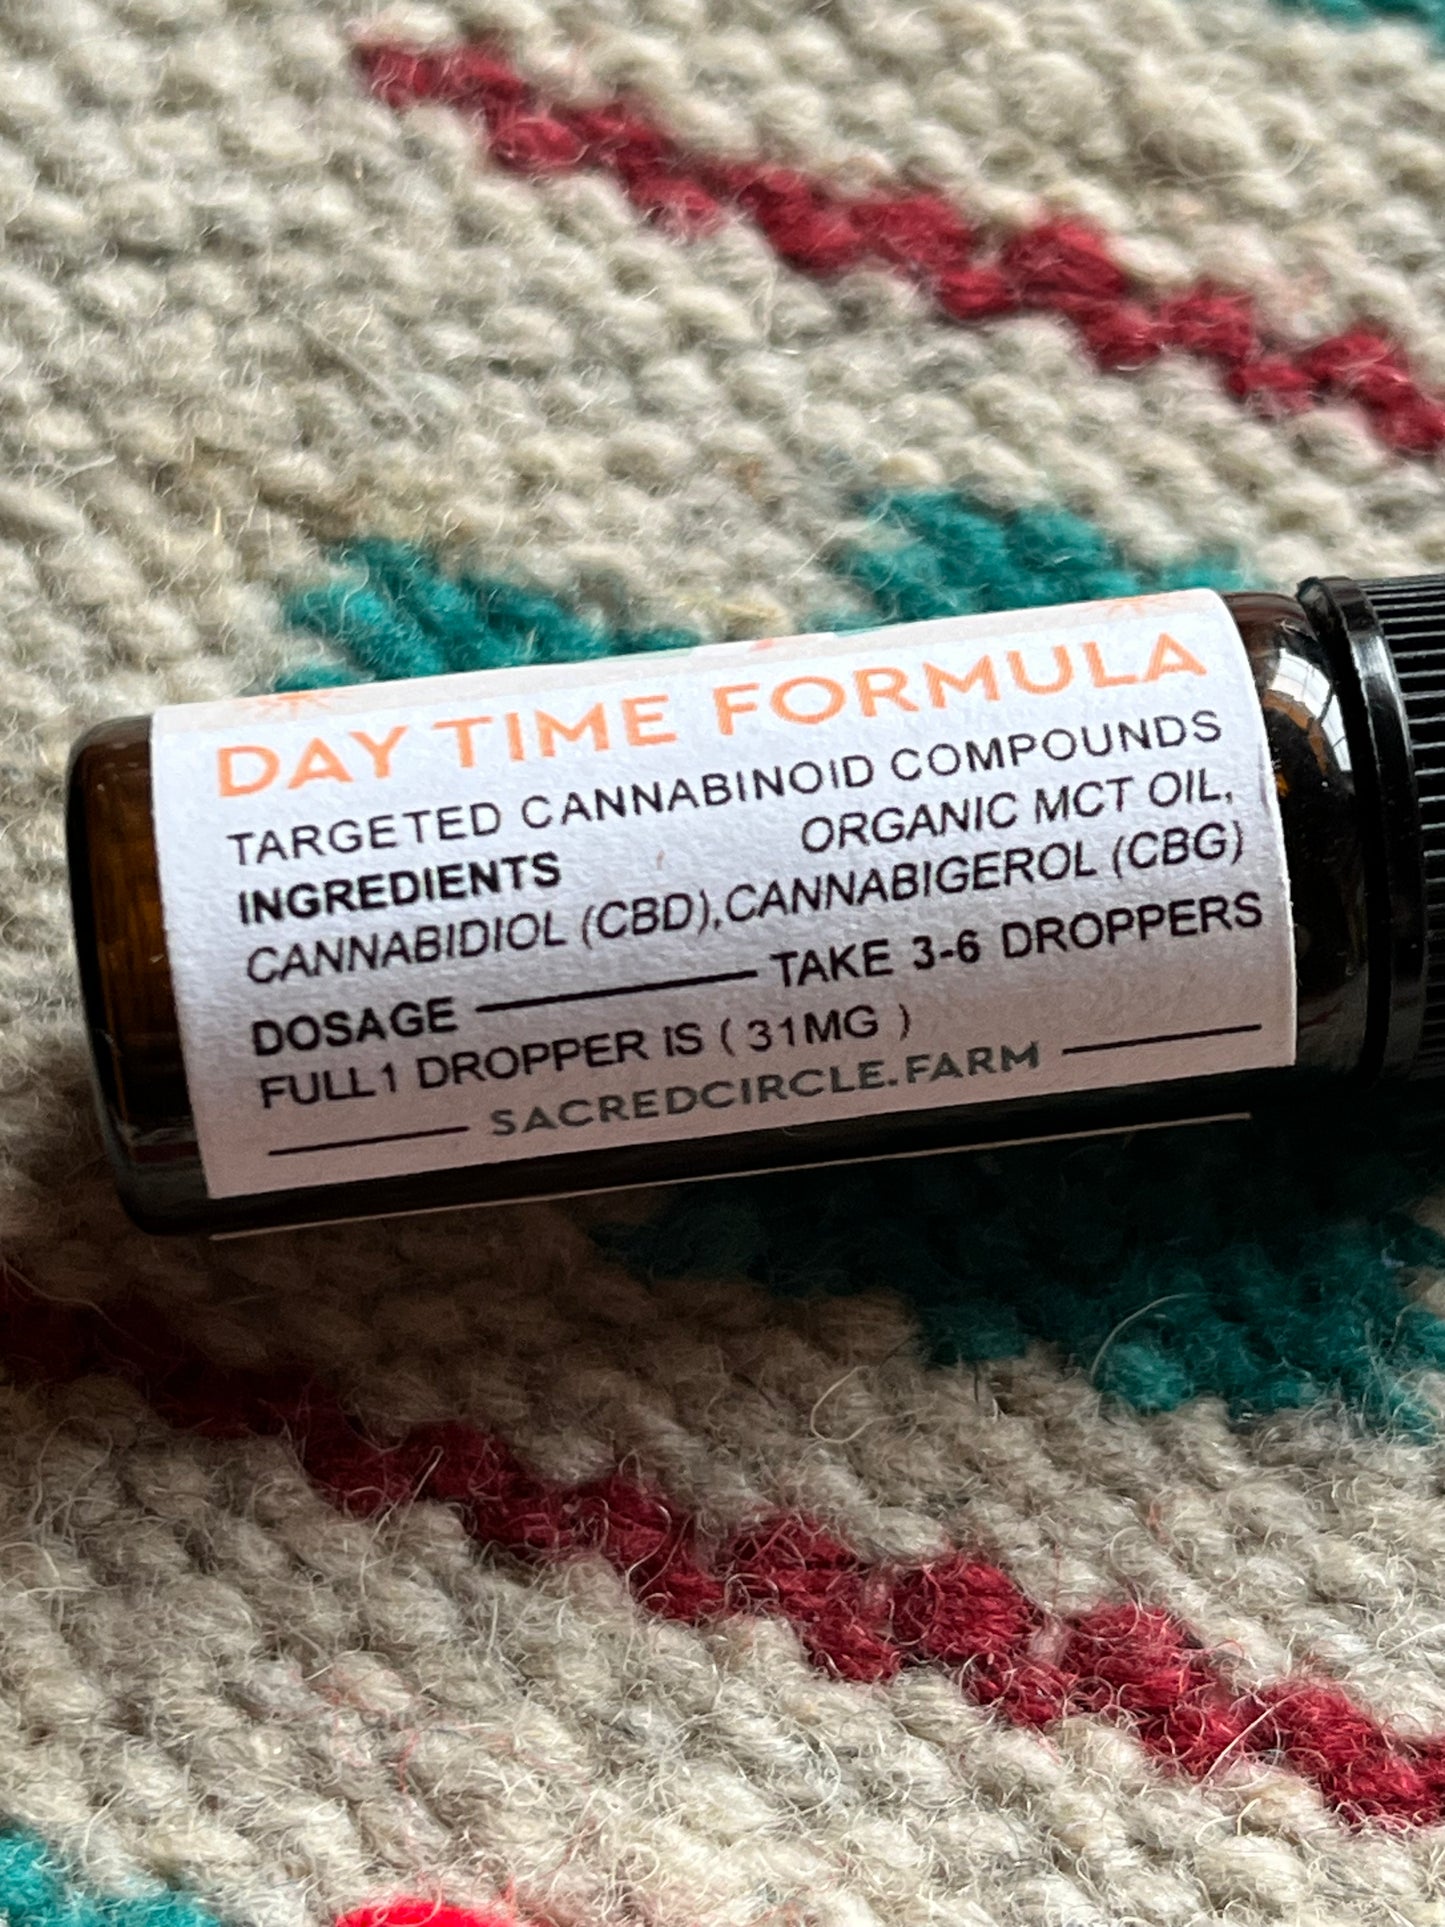 DAY TIME FORMULA
TARGETED CANNABINOID COMPOUNDS
INGREDIENTS ORGANIC MCT OIL,
CANNABIDIOL (CBD),CANNABIGEROL (CBG)
DOSAGE TAKE 3-6 DROPPERS
FULL1 DROPPER IS ( 31MG )
SACREDCIRCLE.FARM